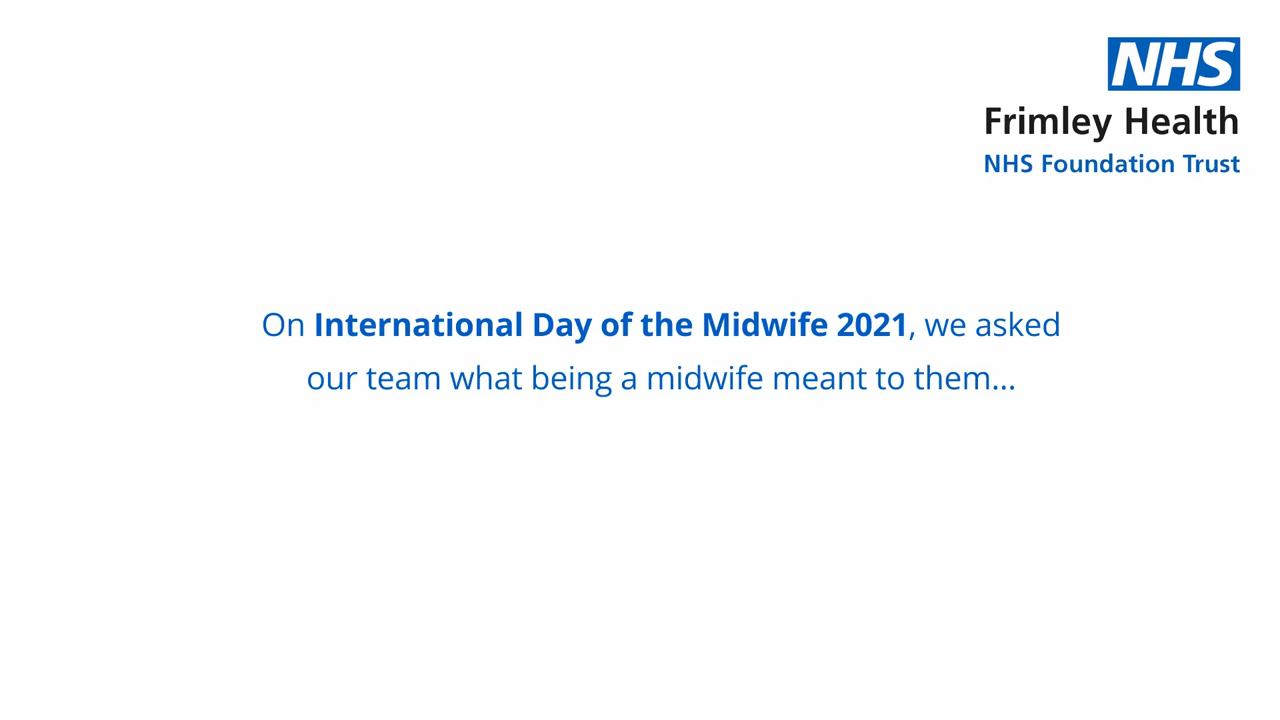 NHS
Frimley Health
NHS Foundation Trust
On International Day of the Midwife 2021, we asked
our team what being a midwife meant to them...